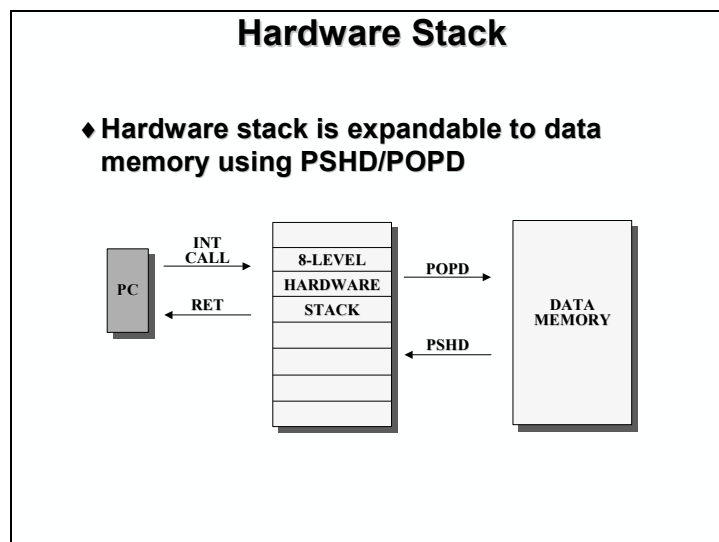 Hardware Stack
♦ Hardware stack is expandable to data
memory using PSHD/POPD
INT
CALL
PC
RET
8-LEVEL
HARDWARE
STACK
POPD
PSHD
DATA
MEMORY